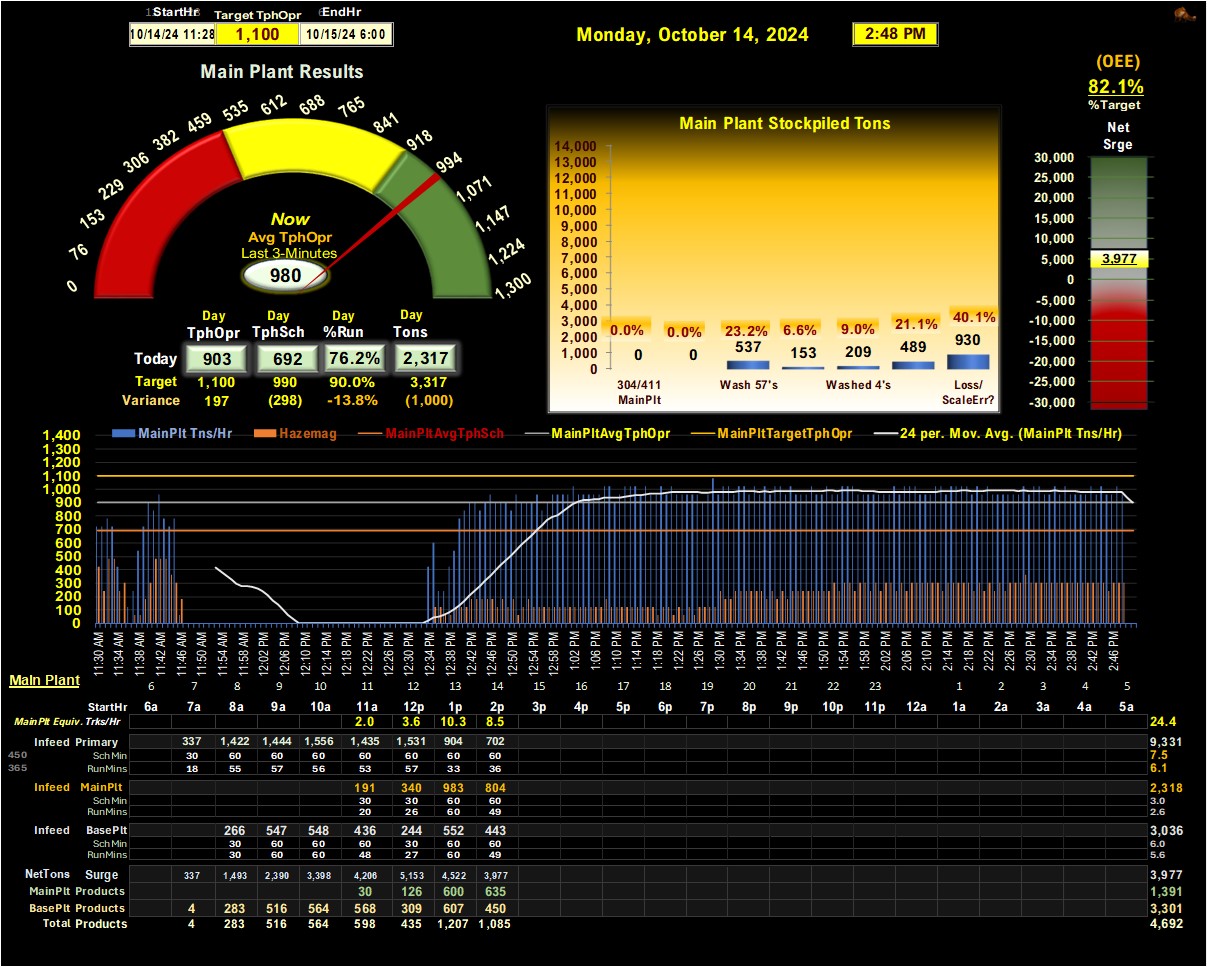 StartHr Target TphOpr EndHr
10/14/24 11:28 1,100 10/15/24 6:00
Monday, October 14, 2024 2:48 PM
Main Plant Results
(OEE)
82.1%
%Target
Net
Srge
0 76 153 229 306 382 459 535 612 688 765 841 918 994 1,071 1,147 1,224 1,300
Now
Avg TphOpr
Last 3-Minutes
980
Day Day Day Day
TphOpr TphSch %Run Tons
Today 903 692 76.2% 2,317
Target 1,100 990 90.0% 3,317
Variance 197 (298) -13.8% (1,000)
Main Plant Stockpiled Tons
14,000
13,000
12,000
11,000
10,000
9,000
8,000
7,000
6,000
5,000
4,000
3,000
2,000
1,000
0
0.0% 0.0% 23.2% 6.6% 9.0% 21.1% 40.1%
0 0 537 153 209 489 930
304/411 Wash 57's Washed 4's Loss/
MainPlt ScaleErr?
30,000
25,000
20,000
15,000
10,000
5,000
0
-5,000
-10,000
-15,000
-20,000
-25,000
-30,000
3,977
MainPlt Tns/Hr Hazemag MainPltAvgTphSch MainPltAvgTphOpr MainPltTargetTphOpr 24 per. Mov. Avg. (MainPlt Tns/Hr)
1,400
1,300
1,200
1,100
1,000
900
800
700
600
500
400
300
200
100
0
11:30 AM 11:34 AM 11:38 AM 11:42 AM 11:46 AM 11:50 AM 11:54 AM 11:58 AM 12:02 PM 12:06 PM 12:10 PM 12:14 PM 12:18 PM 12:22 PM 12:26 PM 12:30 PM 12:34 PM 12:38 PM 12:42 PM 12:46 PM 12:50 PM 12:54 PM 12:58 PM 1:02 PM 1:06 PM 1:10 PM 1:14 PM 1:18 PM 1:22 PM 1:26 PM 1:30 PM 1:34 PM 1:38 PM 1:42 PM 1:46 PM 1:50 PM 1:54 PM 1:58 PM 2:02 PM 2:06 PM 2:10 PM 2:14 PM 2:18 PM 2:22 PM 2:26 PM 2:30 PM 2:34 PM 2:38 PM 2:42 PM 2:46 PM
Main Plant
6 7 8 9 10 11 12 13 14 15 16 17 18 19 20 21 22 23 1 2 3 4 5
StartHr 6a 7a 8a 9a 10a 11a 12p 1p 2p 3p 4p 5p 6p 7p 8p 9p 10p 11p 12a 1a 2a 3a 4a 5a
MainPlt Equiv. Trks/Hr 2.0 3.6 10.3 8.5 24.4
Infeed Primary 337 1,422 1,444 1,556 1,435 1,531 904 702 9,331
450 Sch Min 30 60 60 60 60 60 60 60 7.5
365 RunMins 18 55 57 56 53 57 33 36 6.1
Infeed MainPlt 191 340 983 804 2,318
Sch Min 30 30 60 60 3.0
RunMins 20 26 60 49 2.6
Infeed BasePlt 266 547 548 436 244 552 443 3,036
Sch Min 30 60 60 60 30 60 60 6.0
RunMins 30 60 60 48 27 60 49 5.6
NetTons Surge 337 1,493 2,390 3,398 4,206 5,153 4,522 3,977 3,977
MainPlt Products 30 126 600 635 1,391
BasePlt Products 4 283 516 564 568 309 607 450 3,301
Total Products 4 283 516 564 598 435 1,207 1,085 4,692